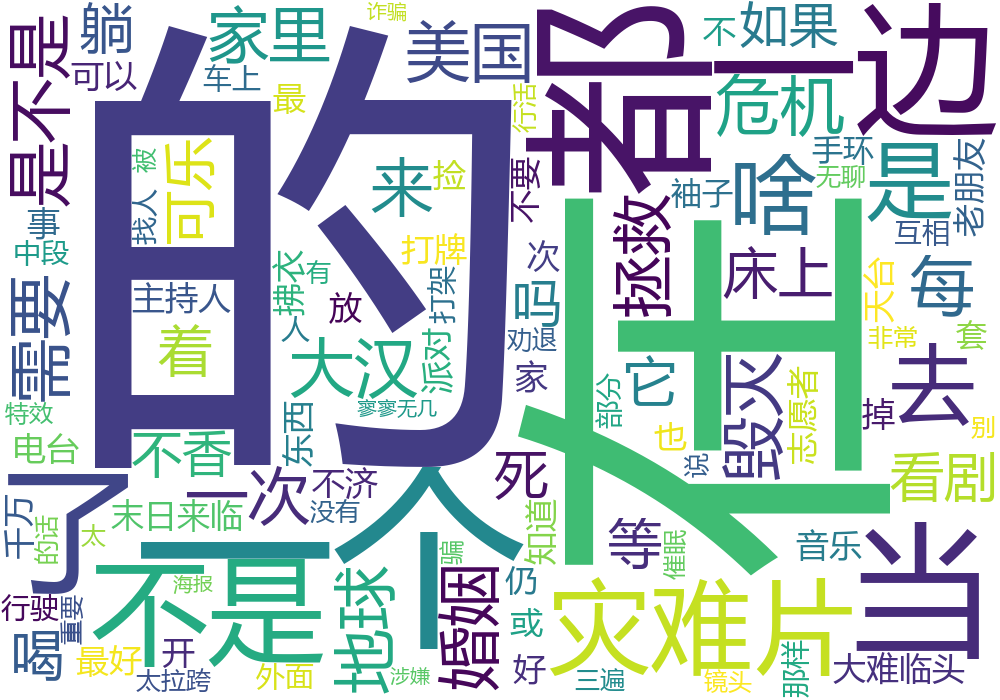 诈骗
是不是
躺
家里
美国
都
不
如果
边
可以
车上
最
行活
一
危机
被
可乐
来
捡
不要
手环
无聊
是
老朋友
找人
的
袖子
啥
互相
事
中段
打牌
拯救
次
床上
每
天台
需要
主持人
拂衣
有
放
打架
吗
在
着
人
大汉
派对
劝退
家
它
毁灭
志愿者
非常
套
去
特效
寥寥无几
部分
掉
别
电台
不香
东西
也
说
看剧
了
一次
不济
死
千万
的话
太
末日来临
没有
个
知道
等
催眠
音乐
当
行驶
重要
海报
不是
骗
地球
婚姻
仍
或
灾难片
喝
最好
开
太拉跨
外面
涉嫌
好
三遍
镜头
那样
大难临头